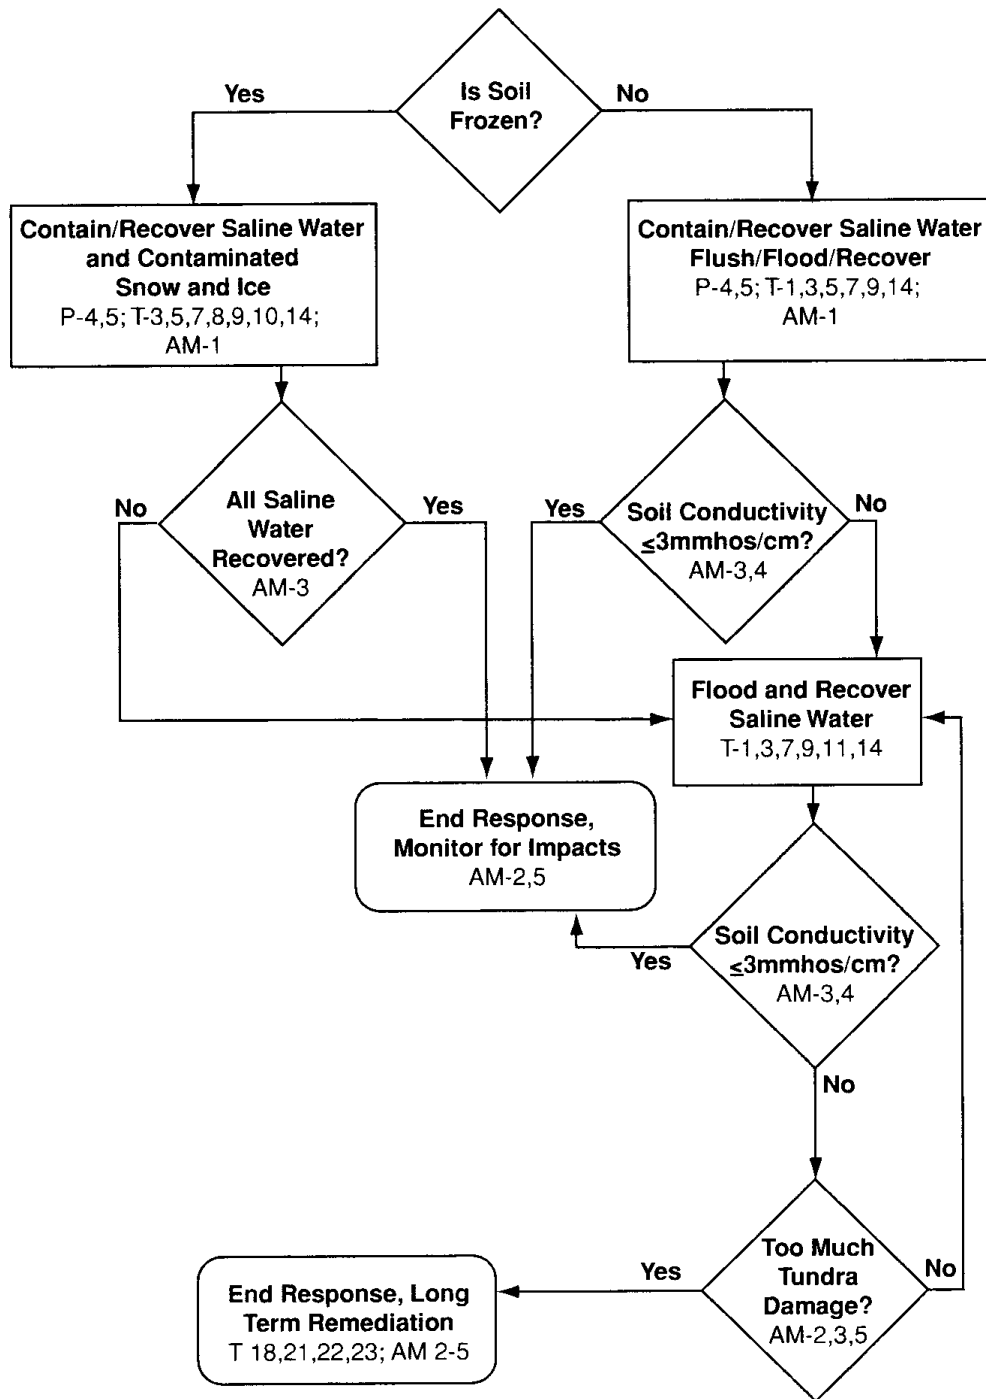 Is Soil
Frozen?
Yes
No
Contain/Recover Saline Water
and Contaminated
Snow and Ice
P-4,5; T-3,5,7,8,9,10,14;
AM-1
Contain/Recover Saline Water
Flush/Flood/Recover
P-4,5; T-1,3,5,7,9,14;
AM-1
All Saline
Water
Recovered?
AM-3
No
Yes
Soil Conductivity
≤3mmhos/cm?
AM-3,4
Yes
No
Flood and Recover
Saline Water
T-1,3,7,9,11,14
End Response,
Monitor for Impacts
AM-2,5
Soil Conductivity
≤3mmhos/cm?
AM-3,4
Yes
No
Too Much
Tundra
Damage?
AM-2,3,5
Yes
No
End Response, Long
Term Remediation
T 18,21,22,23; AM 2-5